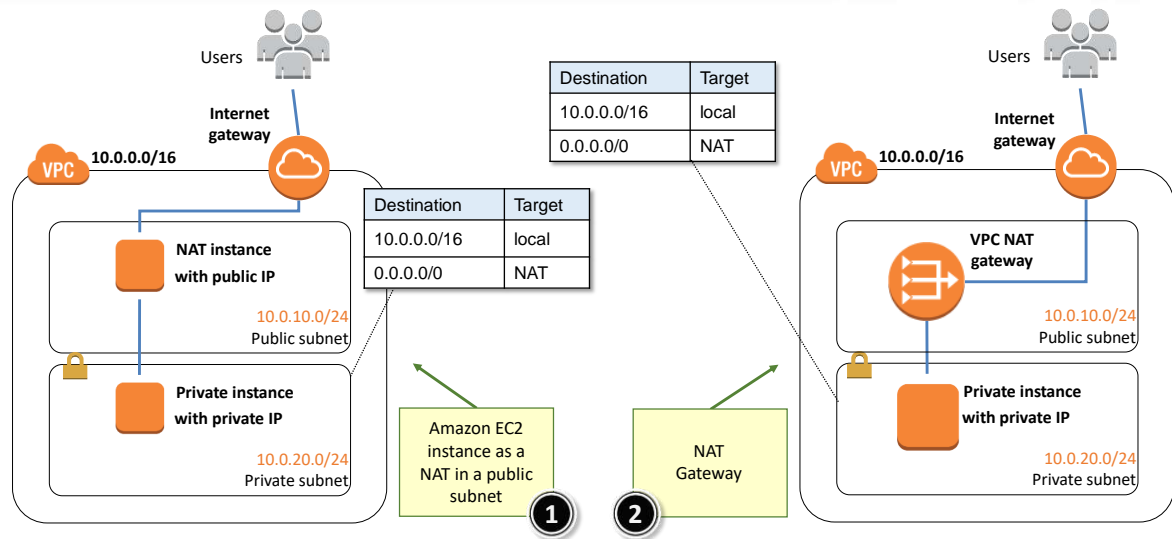 Users
Internet
gateway
VPC
10.0.0.0/16
Destination Target
10.0.0.0/16 local
0.0.0.0/0 NAT
NAT instance
with public IP
10.0.10.0/24
Public subnet
Private instance
with private IP
10.0.20.0/24
Private subnet
Amazon EC2
instance as a
NAT in a public
subnet
1
Destination Target
10.0.0.0/16 local
0.0.0.0/0 NAT
2
NAT
Gateway
Users
Internet
gateway
VPC
10.0.0.0/16
VPC NAT
gateway
10.0.10.0/24
Public subnet
Private instance
with private IP
10.0.20.0/24
Private subnet